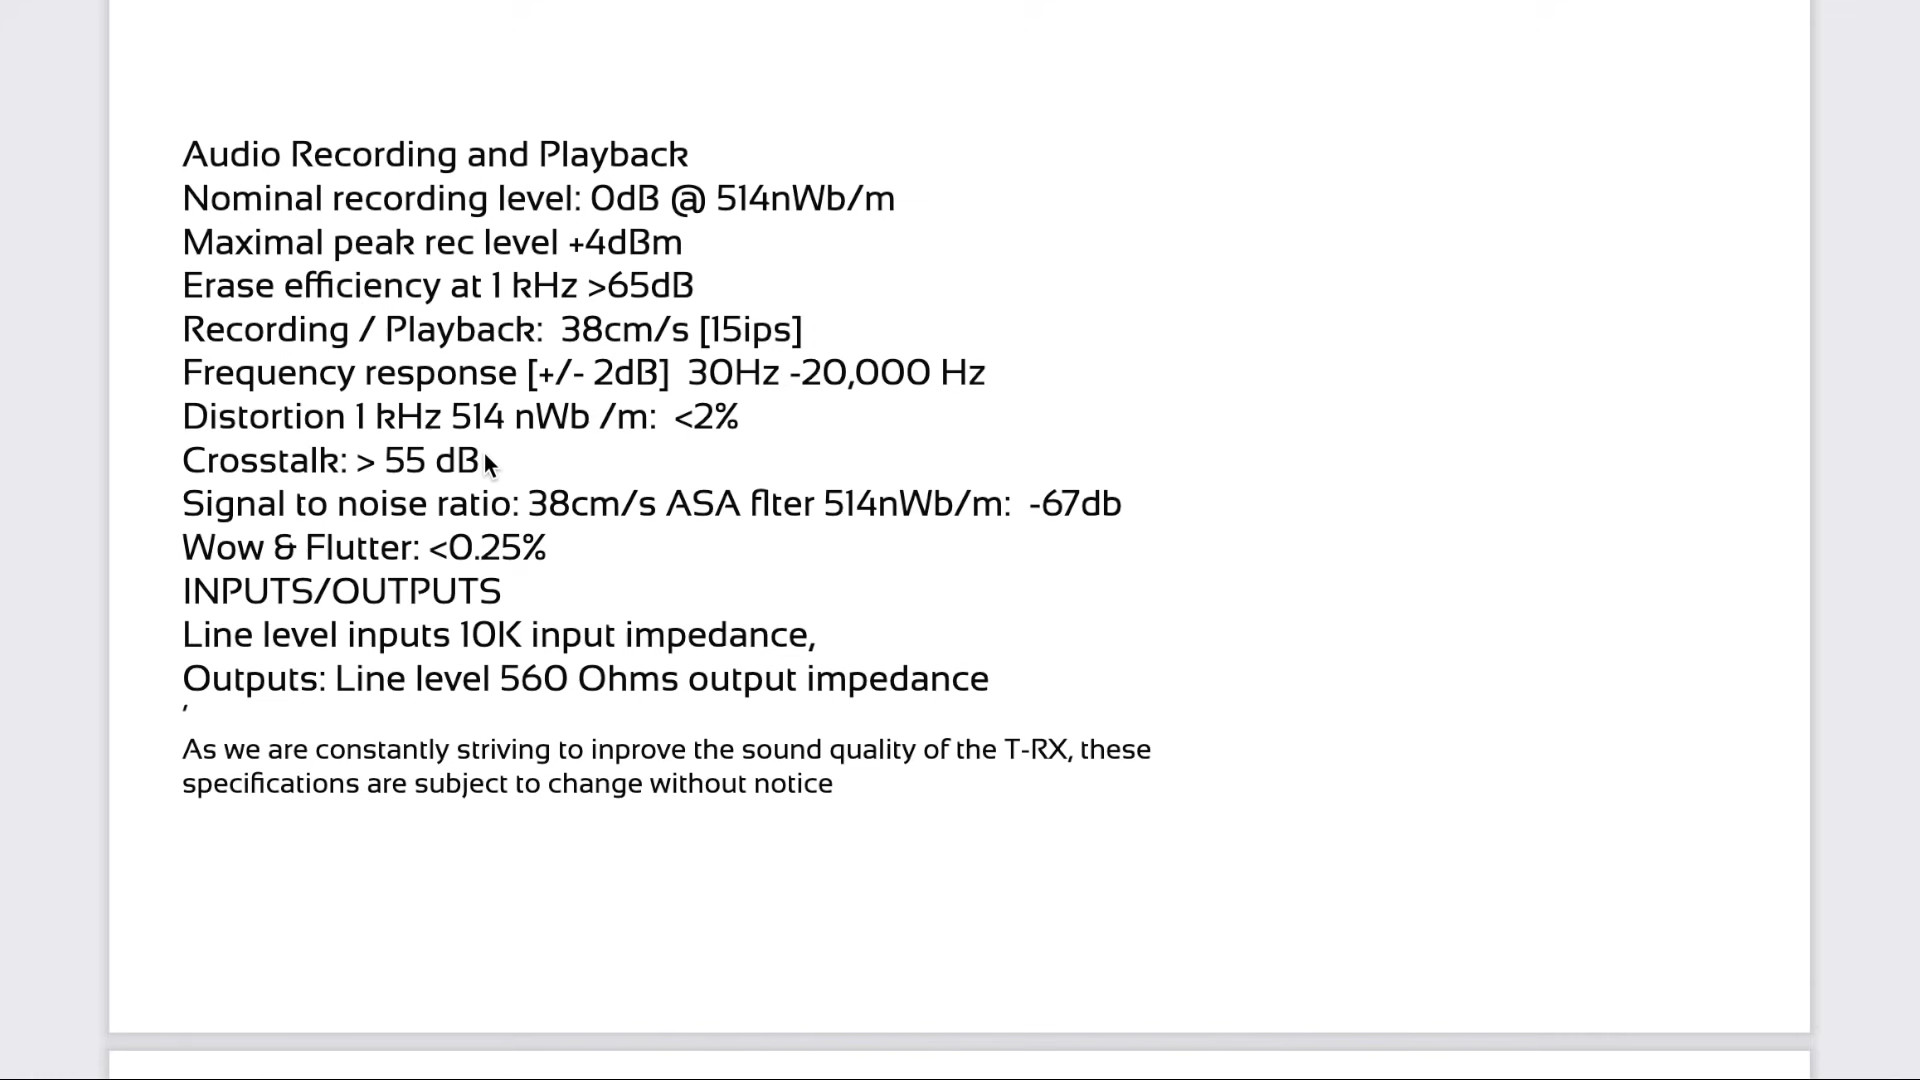 Audio Recording and Playback
Nominal recording level: 0dB @ 514nWb/m
Maximal peak rec level +4dBm
Erase efficiency at 1 kHz >65dB
Recording / Playback:  38cm/s [15ips]
Frequency response [+/- 2dB]  30Hz -20,000 Hz
Distortion 1 kHz 514 nWb /m:  <2%
Crosstalk: > 55 dB
Signal to noise ratio: 38cm/s ASA flter 514nWb/m:  -67db
Wow & Flutter: <0.25%
INPUTS/OUTPUTS
Line level inputs 10K input impedance,
Outputs: Line level 560 Ohms output impedance
,
As we are constantly striving to inprove the sound quality of the T-RX, these
specifications are subject to change without notice